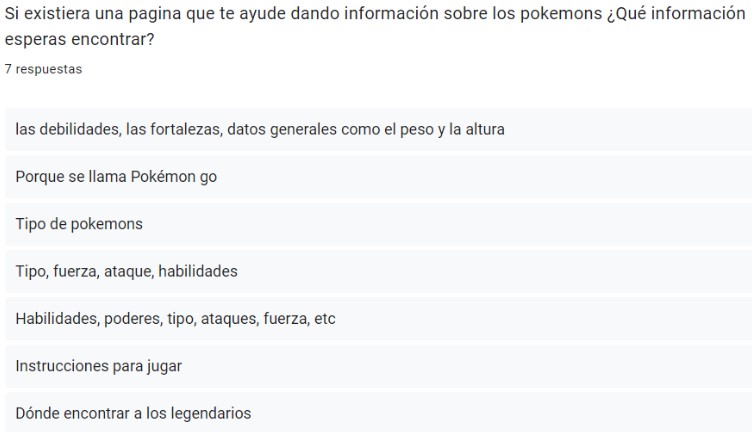 Si existiera una pagina que te ayude dando información sobre los pokemons ¿Qué información
esperas encontrar?
7 respuestas
las debilidades, las fortalezas, datos generales como el peso y la altura
Porque se llama Pokémon go
Tipo de pokemons
Tipo, fuerza, ataque, habilidades
Habilidades, poderes, tipo, ataques, fuerza, etc
Instrucciones para jugar
Dónde encontrar a los legendarios